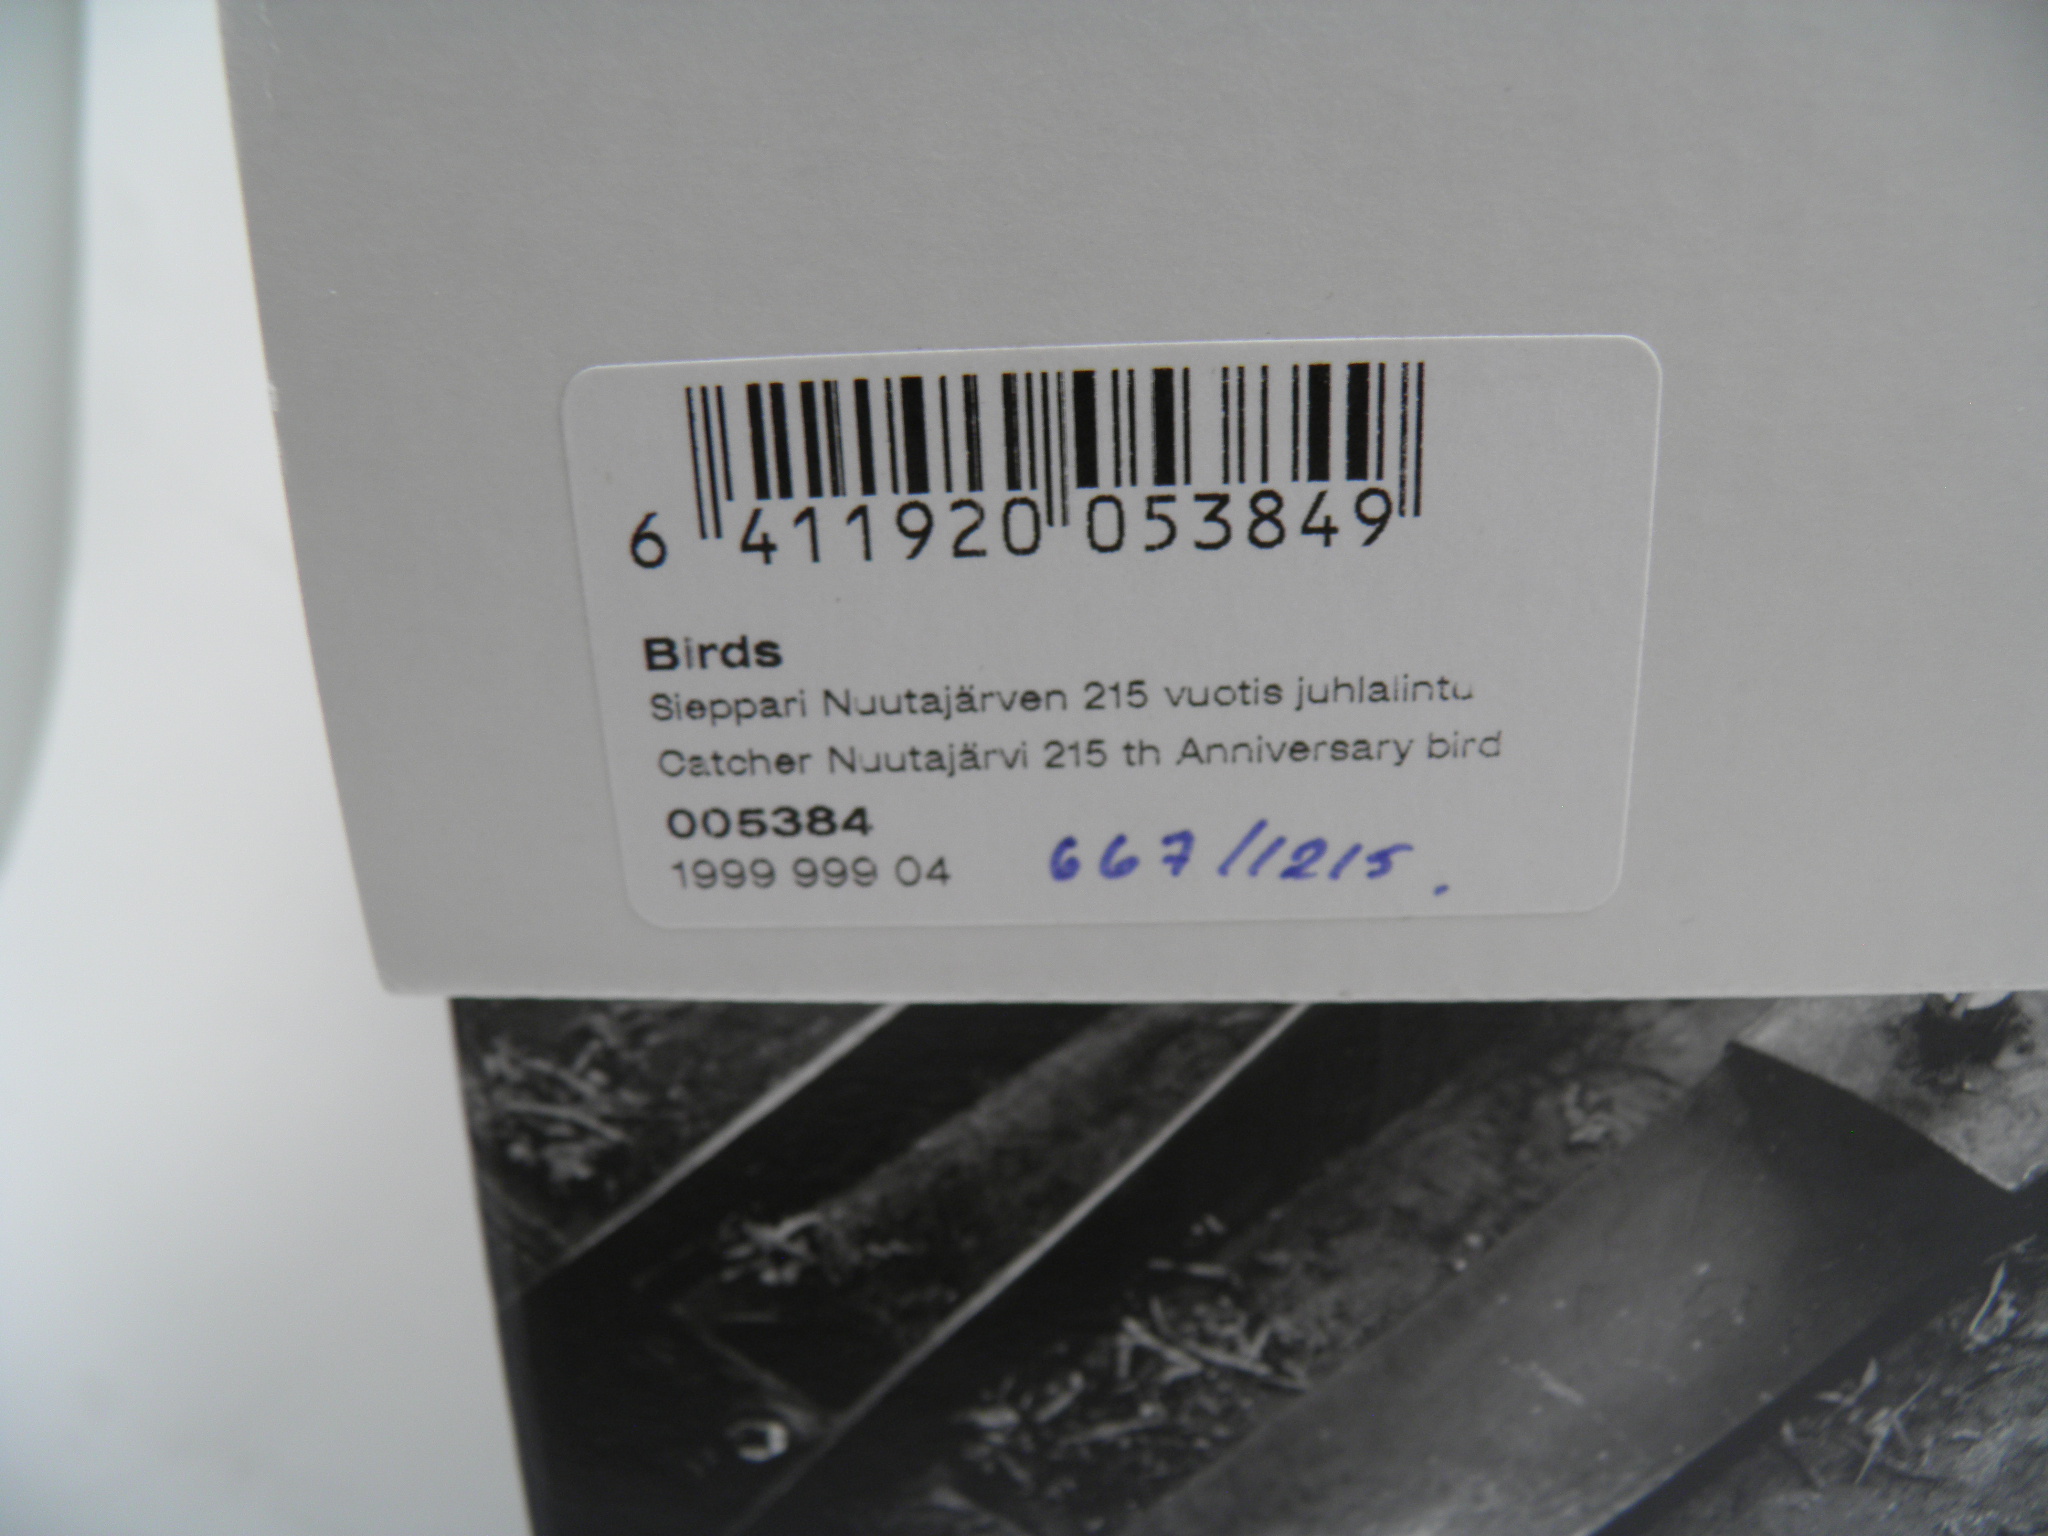 6 411920 053849
Birds
Sieppari Nuutajärven 215 vuotis juhlalintu
Catcher Nuutajärvi 215 th Anniversary bird
005384
1999 999 04 667/1215.